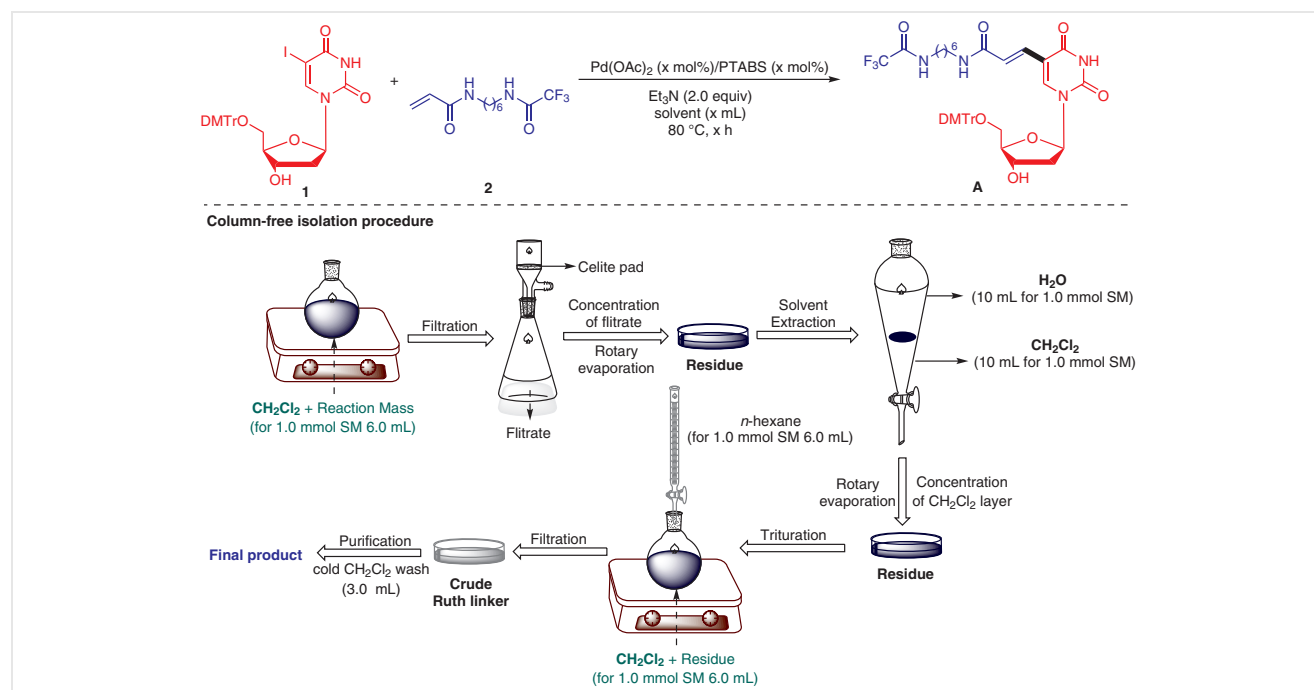 I
O
NH
N
O
DMTrO
O
OH
1
+
O
H
N
( )6
H
N
O
CF3
2
Pd(OAc)2 (x mol%)/PTABS (x mol%)
Et3N (2.0 equiv)
solvent (x mL)
80 °C, x h
O
F3C
N
H
( )6
N
H
O
O
NH
N
O
DMTrO
O
OH
A
Column-free isolation procedure
CH2Cl2 + Reaction Mass
(for 1.0 mmol SM 6.0 mL)
Filtration
Celite pad
Flitrate
Concentration
of flitrate
Rotary
evaporation
Residue
Solvent
Extraction
H2O
(10 mL for 1.0 mmol SM)
CH2Cl2
(10 mL for 1.0 mmol SM)
Rotary
evaporation
Concentration
of CH2Cl2 layer
Residue
Trituration
n-hexane
(for 1.0 mmol SM 6.0 mL)
CH2Cl2 + Residue
(for 1.0 mmol SM 6.0 mL)
Filtration
Crude
Ruth linker
Purification
cold CH2Cl2 wash
(3.0 mL)
Final product